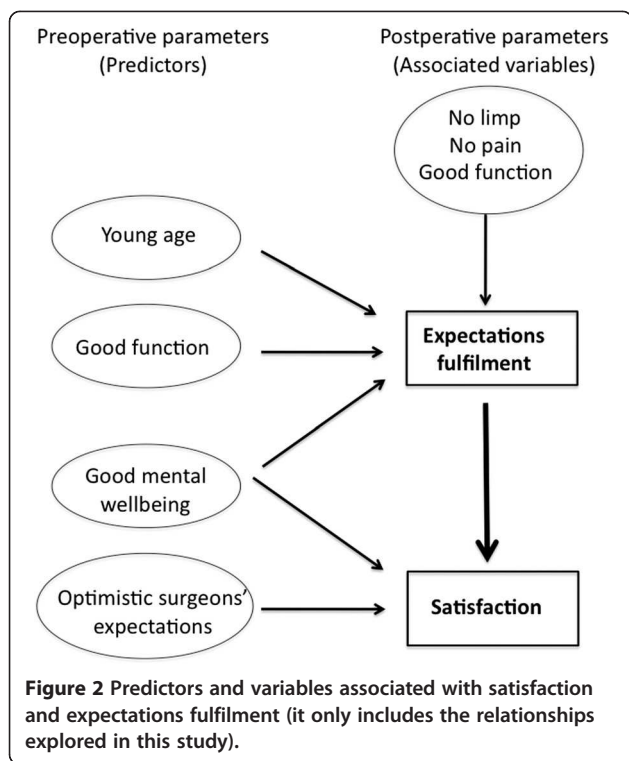 Preoperative parameters
(Predictors)
Postperative parameters
(Associated variables)
No limp
No pain
Good function
Young age
Good function
Expectations
fulfilment
Good mental
wellbeing
Optimistic surgeons’
expectations
Satisfaction
Figure 2 Predictors and variables associated with satisfaction
and expectations fulfilment (it only includes the relationships
explored in this study).